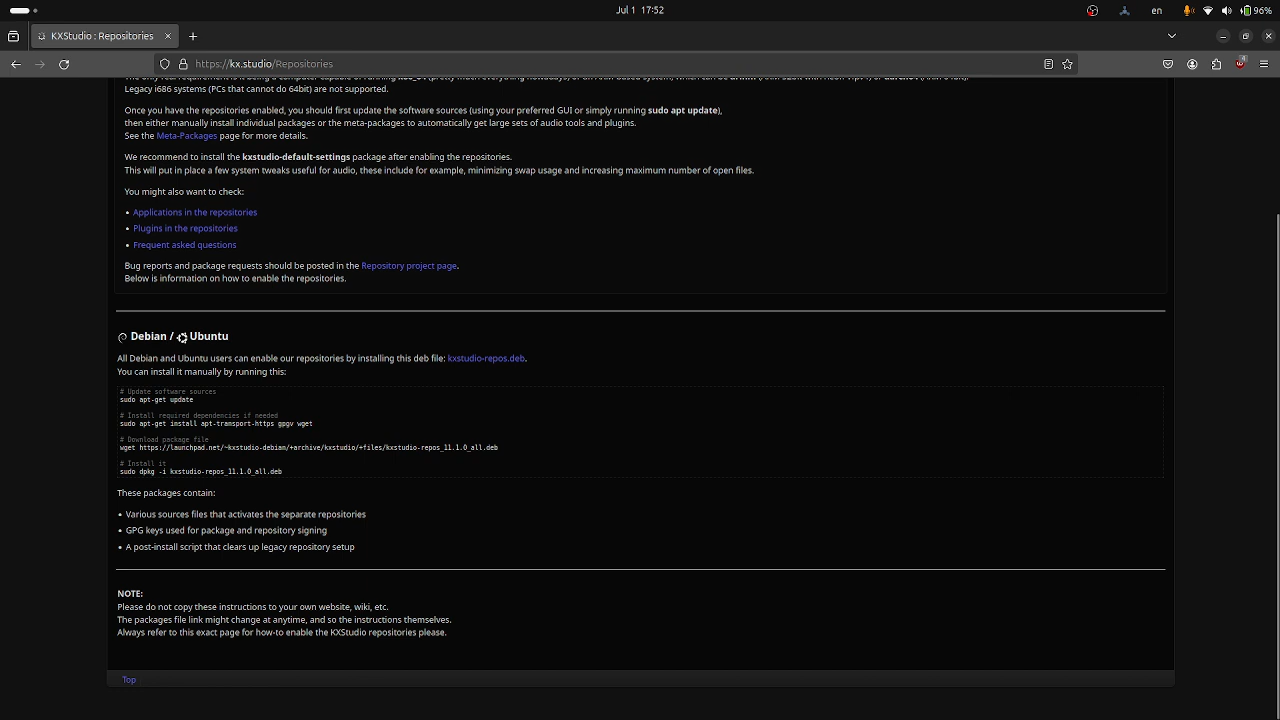 Jul 1 17:52
en
96%
KXStudio : Repositories
https://kx.studio/Repositories
Legacy i686 systems (PCs that cannot do 64bit) are not supported.
Once you have the repositories enabled, you should first update the software sources (using your preferred GUI or simply running sudo apt update),
then either manually install individual packages or the meta-packages to automatically get large sets of audio tools and plugins.
See the Meta-Packages page for more details.
We recommend to install the kxstudio-default-settings package after enabling the repositories.
This will put in place a few system tweaks useful for audio, these include for example, minimizing swap usage and increasing maximum number of open files.
You might also want to check:
• Applications in the repositories
• Plugins in the repositories
• Frequent asked questions
Bug reports and package requests should be posted in the Repository project page.
Below is information on how to enable the repositories.
Debian / Ubuntu
All Debian and Ubuntu users can enable our repositories by installing this deb file: kxstudio-repos.deb.
You can install it manually by running this:
# Update software sources
sudo apt-get update
# Install required dependencies if needed
sudo apt-get install apt-transport-https gpgv wget
# Download package file
wget https://launchpad.net/~kxstudio-debian/+archive/kxstudio/+files/kxstudio-repos_11.1.0_all.deb
# Install it
sudo dpkg -i kxstudio-repos_11.1.0_all.deb
These packages contain:
• Various sources files that activates the separate repositories
• GPG keys used for package and repository signing
• A post-install script that clears up legacy repository setup
NOTE:
Please do not copy these instructions to your own website, wiki, etc.
The packages file link might change at anytime, and so the instructions themselves.
Always refer to this exact page for how-to enable the KXStudio repositories please.
Top